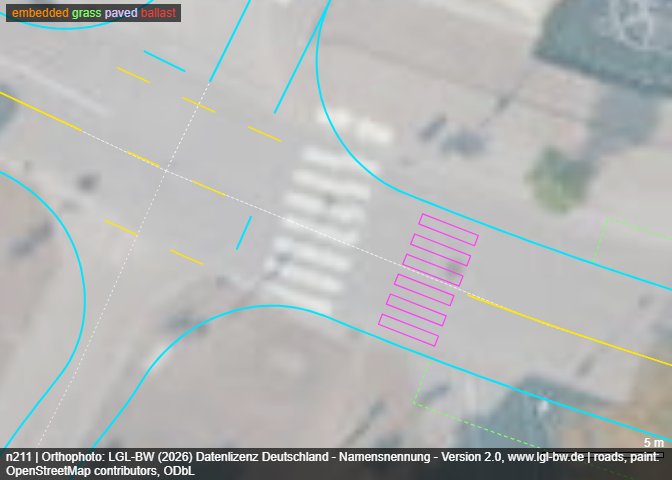 embedded grass paved ballast
5 m
n211 | Orthophoto: LGL-BW (2026) Datenlizenz Deutschland - Namensnennung - Version 2.0, www.lgl-bw.de | roads, paint:
OpenStreetMap contributors, ODbL